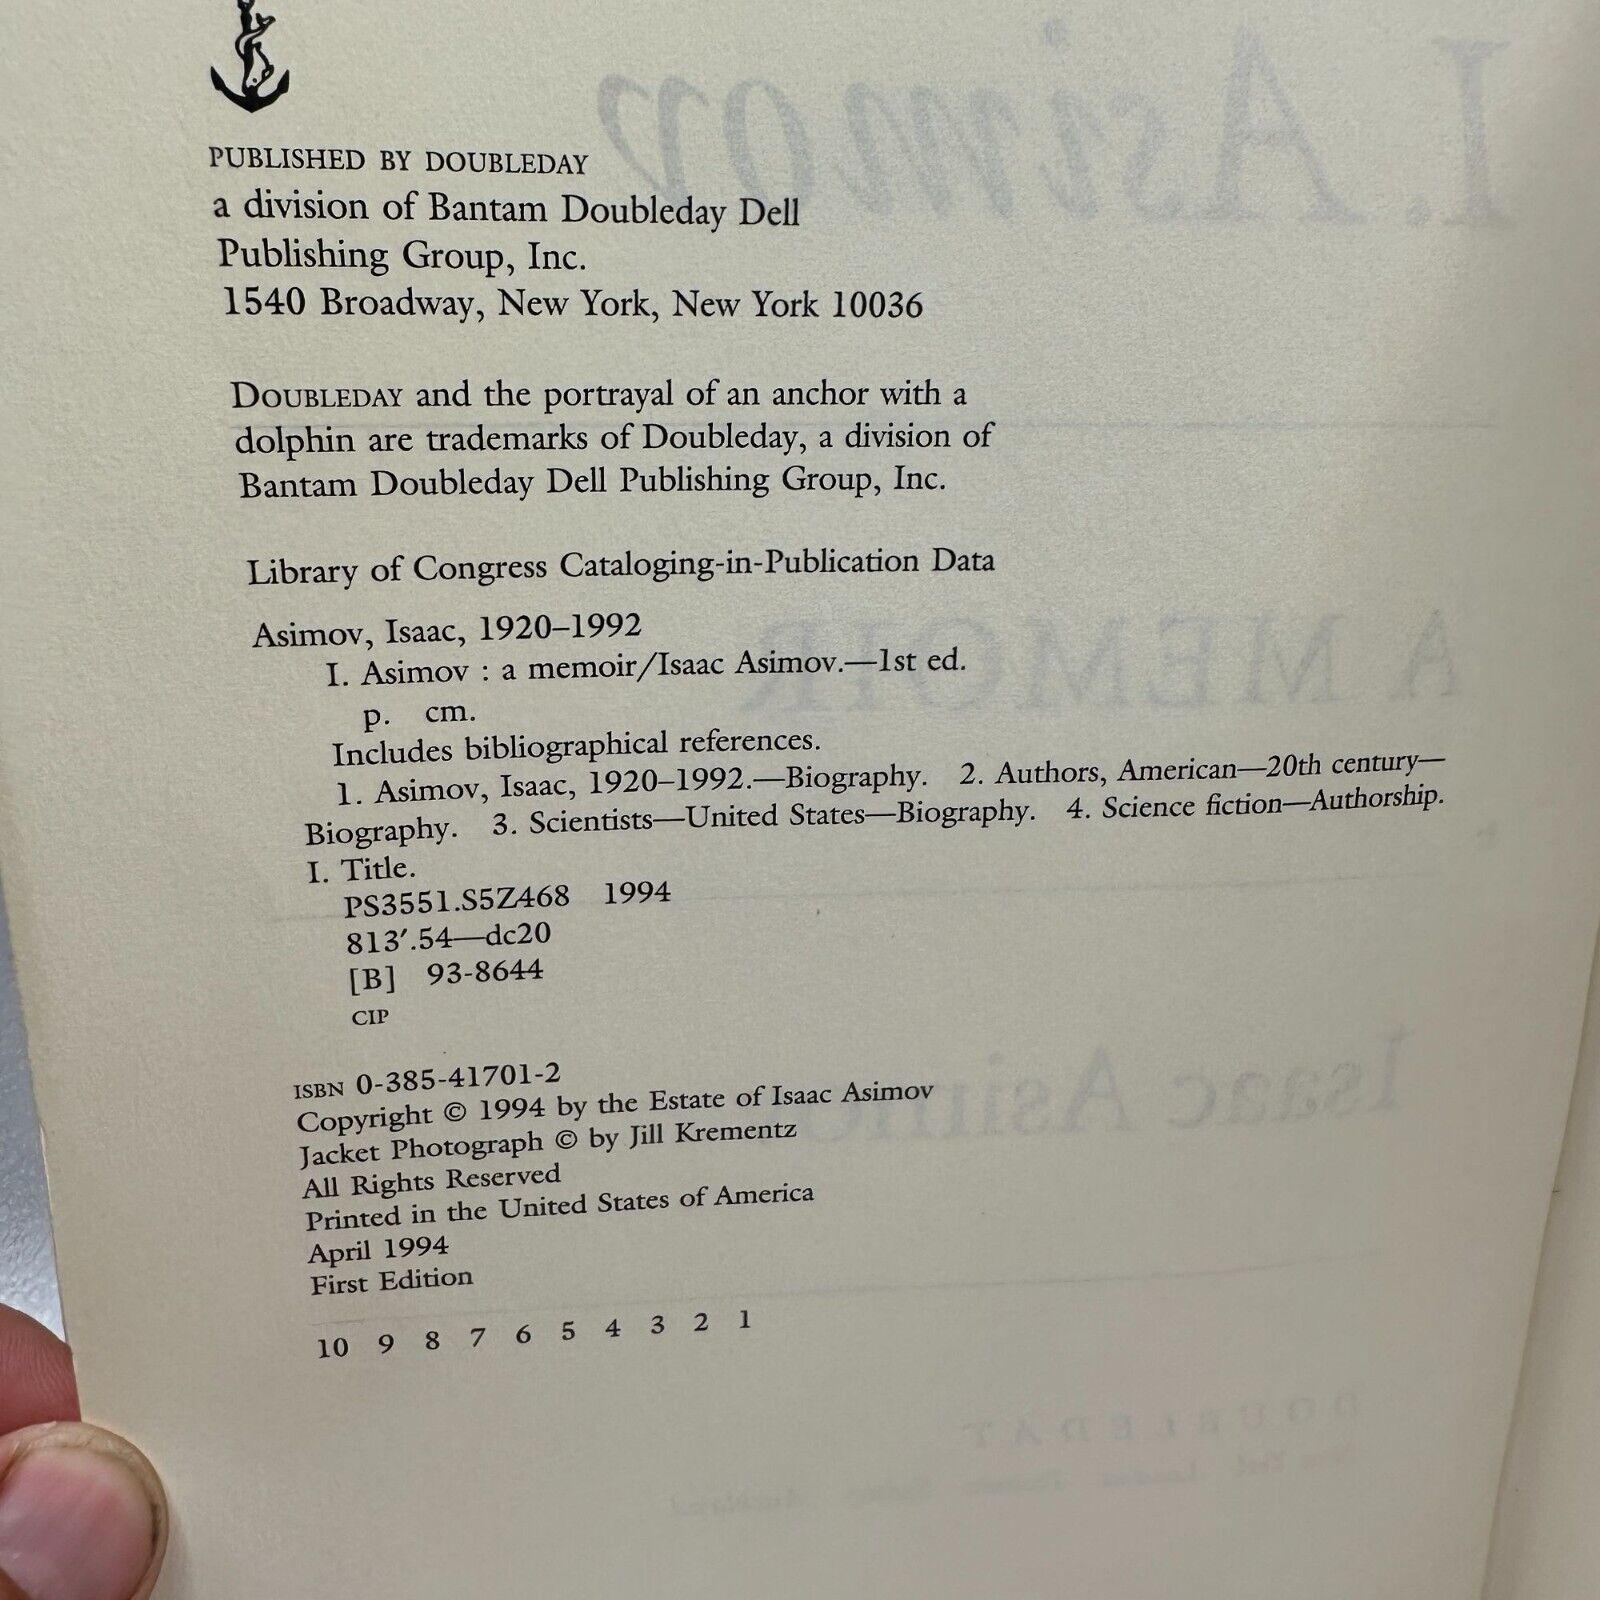 PUBLISHED BY DOUBLEDAY
a division of Bantam Doubleday Dell
Publishing Group, Inc.
1540 Broadway, New York, New York 10036
DOUBLEDAY and the portrayal of an anchor with a
dolphin are trademarks of Doubleday, a division of
Bantam Doubleday Dell Publishing Group, Inc.
Library of Congress Cataloging-in-Publication Data
Asimov, Isaac, 1920–1992
I. Asimov : a memoir/Isaac Asimov.—1st ed.
p. cm.
Includes bibliographical references.
1. Asimov, Isaac, 1920–1992.—Biography. 2. Authors, American—20th century—
Biography. 3. Scientists—United States—Biography. 4. Science fiction—Authorship.
I. Title.
PS3551.S5Z468 1994
813′.54—dc20
[B] 93-8644
CIP
ISBN 0-385-41701-2
Copyright © 1994 by the Estate of Isaac Asimov
Jacket Photograph © by Jill Krementz
All Rights Reserved
Printed in the United States of America
April 1994
First Edition
10 9 8 7 6 5 4 3 2 1
I. Asimov
A MEMOIR
Isaac Asimov
DOUBLEDAY